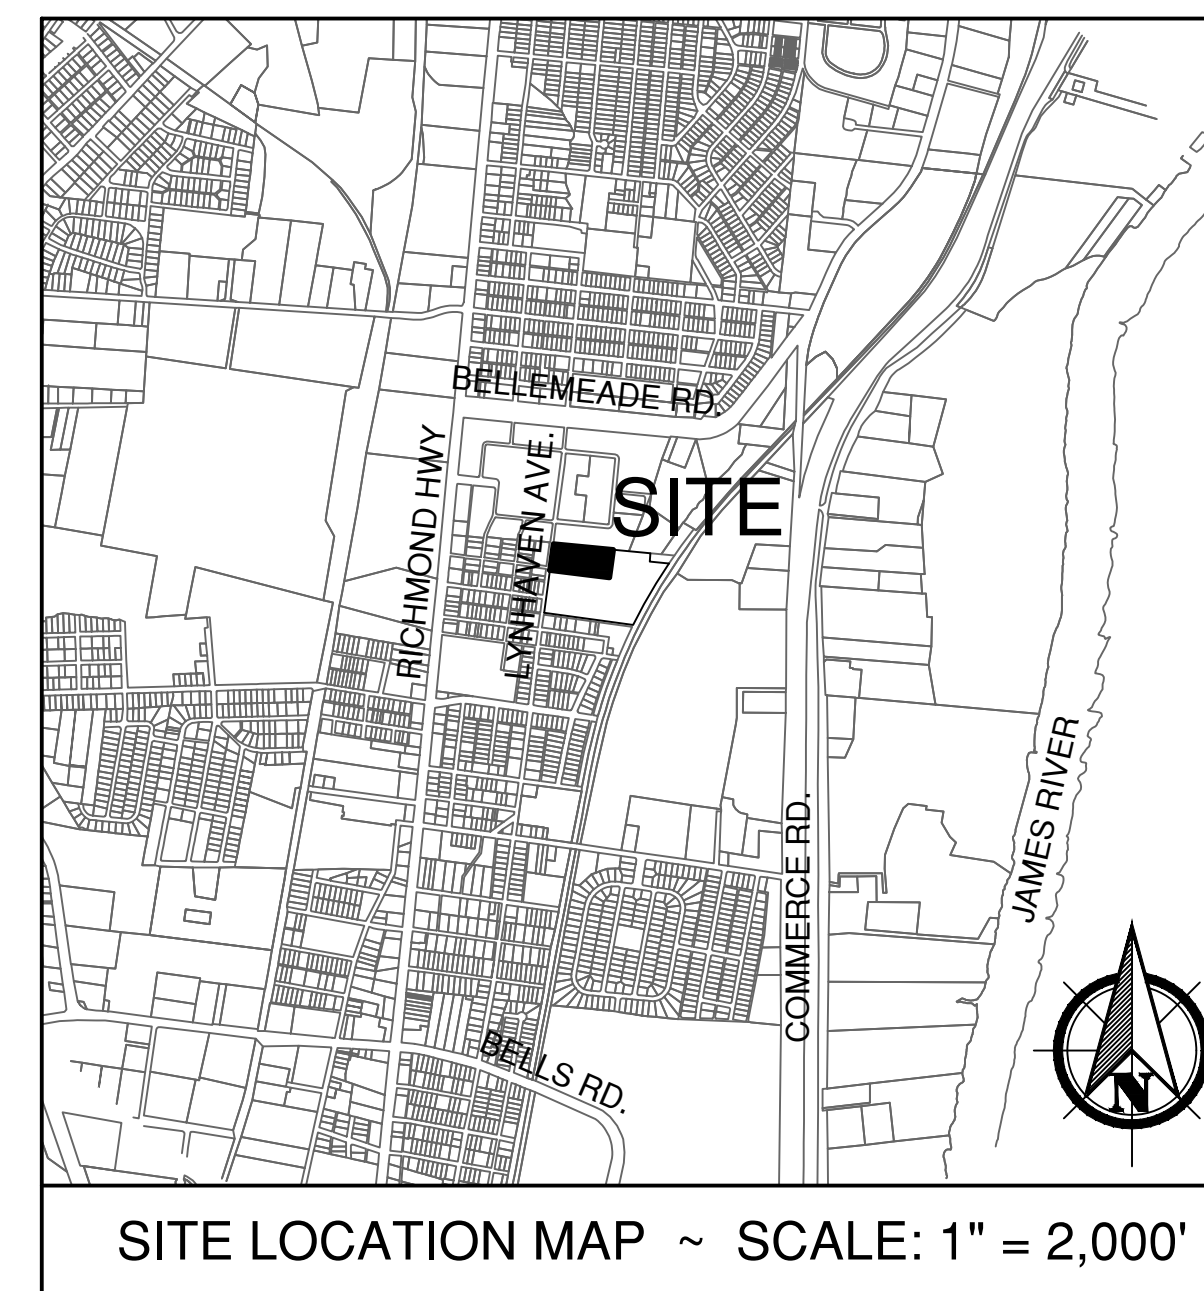 BELLEMEADE RD.
RICHMOND HWY
LYNHAVEN AVE.
SITE
JAMES RIVER
COMMERCE RD.
BELLS RD.
N
SITE LOCATION MAP ~ SCALE: 1" = 2,000'